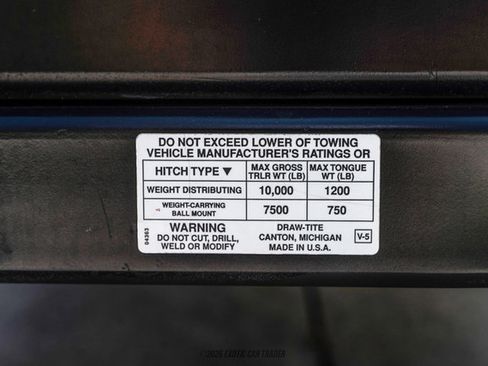 DO NOT EXCEED LOWER OF TOWING
VEHICLE MANUFACTURER'S RATINGS OR
HITCH TYPE ▼ MAX GROSS TRLR WT (LB) MAX TONGUE WT (LB)
WEIGHT DISTRIBUTING 10,000 1200
WEIGHT-CARRYING BALL MOUNT 7500 750
04363
WARNING
DO NOT CUT, DRILL,
WELD OR MODIFY
DRAW-TITE
CANTON, MICHIGAN
MADE IN U.S.A.
V-5
©2025 EXOTIC CAR TRADER